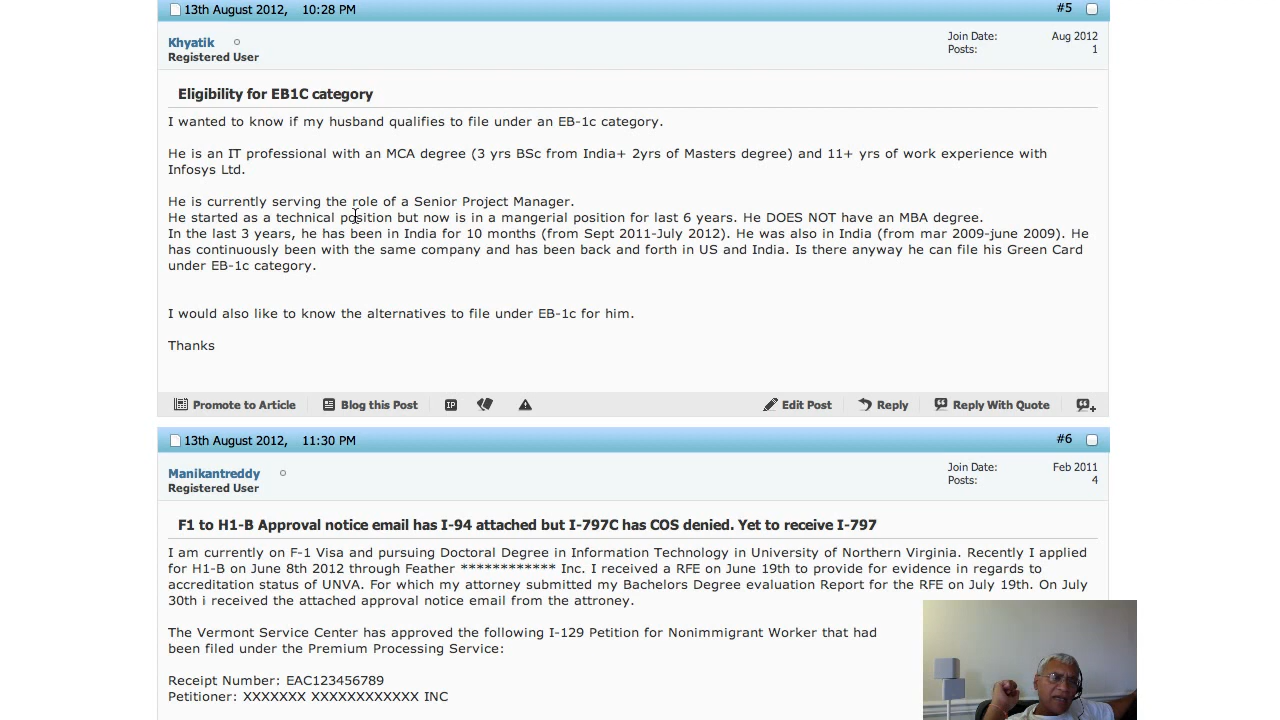 13th August 2012, 10:28 PM #5
Khyatik
Registered User
Join Date: Aug 2012
Posts: 1
Eligibility for EB1C category
I wanted to know if my husband qualifies to file under an EB-1c category.
He is an IT professional with an MCA degree (3 yrs BSc from India+ 2yrs of Masters degree) and 11+ yrs of work experience with
Infosys Ltd.
He is currently serving the role of a Senior Project Manager.
He started as a technical position but now is in a mangerial position for last 6 years. He DOES NOT have an MBA degree.
In the last 3 years, he has been in India for 10 months (from Sept 2011-July 2012). He was also in India (from mar 2009-june 2009). He
has continuously been with the same company and has been back and forth in US and India. Is there anyway he can file his Green Card
under EB-1c category.
I would also like to know the alternatives to file under EB-1c for him.
Thanks
Promote to Article Blog this Post IP Edit Post Reply Reply With Quote
13th August 2012, 11:30 PM #6
Manikantreddy
Registered User
Join Date: Feb 2011
Posts: 4
F1 to H1-B Approval notice email has I-94 attached but I-797C has COS denied. Yet to receive I-797
I am currently on F-1 Visa and pursuing Doctoral Degree in Information Technology in University of Northern Virginia. Recently I applied
for H1-B on June 8th 2012 through Feather ************ Inc. I received a RFE on June 19th to provide for evidence in regards to
accreditation status of UNVA. For which my attorney submitted my Bachelors Degree evaluation Report for the RFE on July 19th. On July
30th i received the attached approval notice email from the attroney.
The Vermont Service Center has approved the following I-129 Petition for Nonimmigrant Worker that had
been filed under the Premium Processing Service:
Receipt Number: EAC123456789
Petitioner: XXXXXXX XXXXXXXXXXXX INC